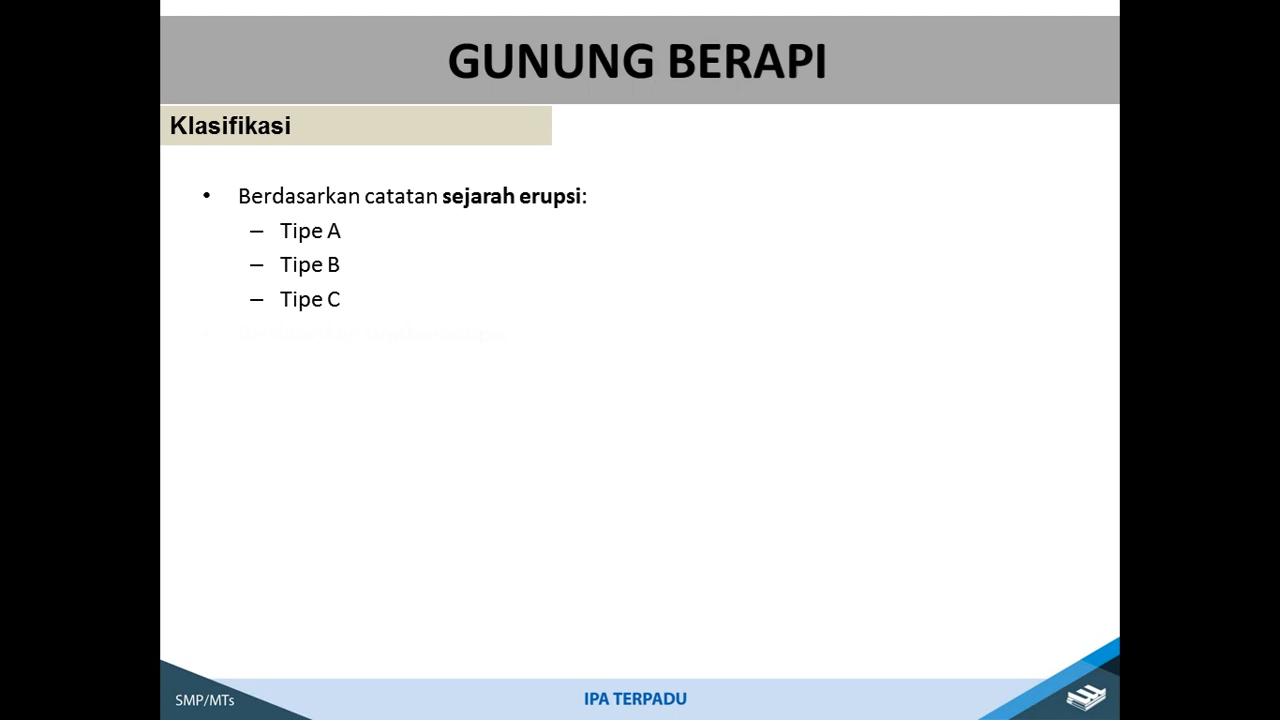 GUNUNG BERAPI
Klasifikasi
• Berdasarkan catatan sejarah erupsi:
– Tipe A
– Tipe B
– Tipe C
SMP/MTs
IPA TERPADU